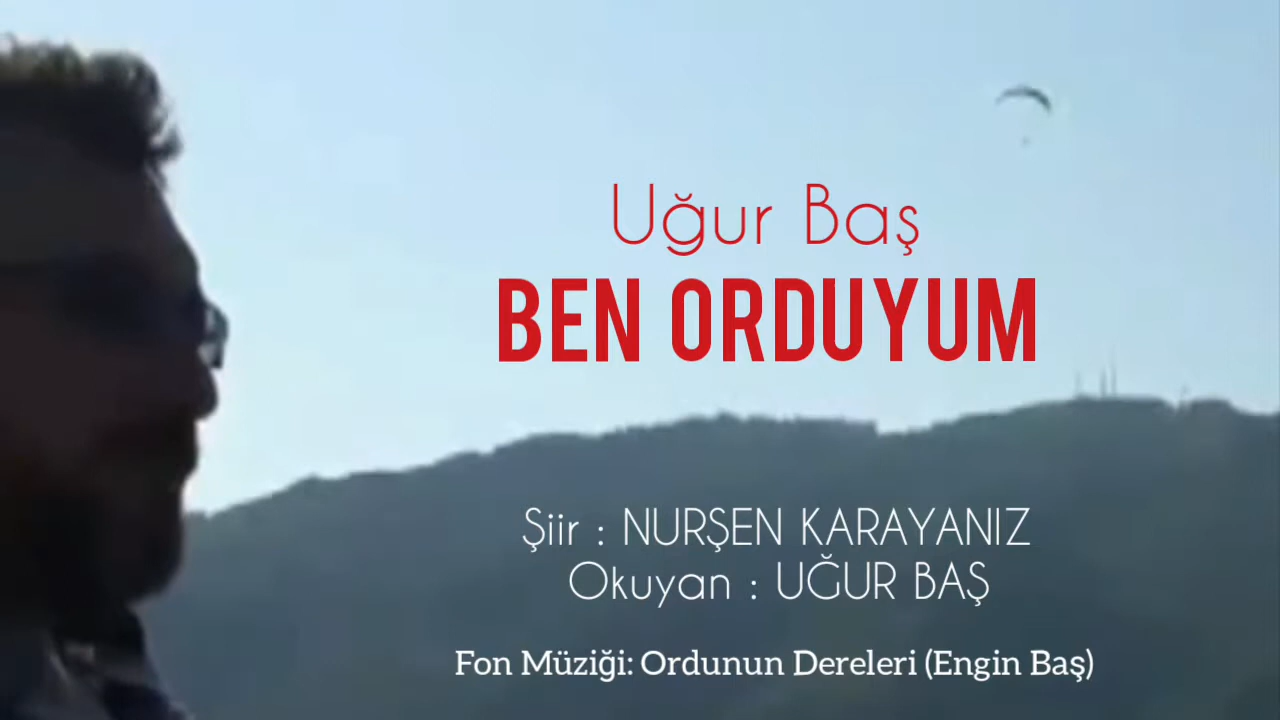 Uğur Baş
BEN ORDUYUM
Şiir : NURŞEN KARAYANIZ
Okuyan : UĞUR BAŞ
Fon Müziği: Ordunun Dereleri (Engin Baş)